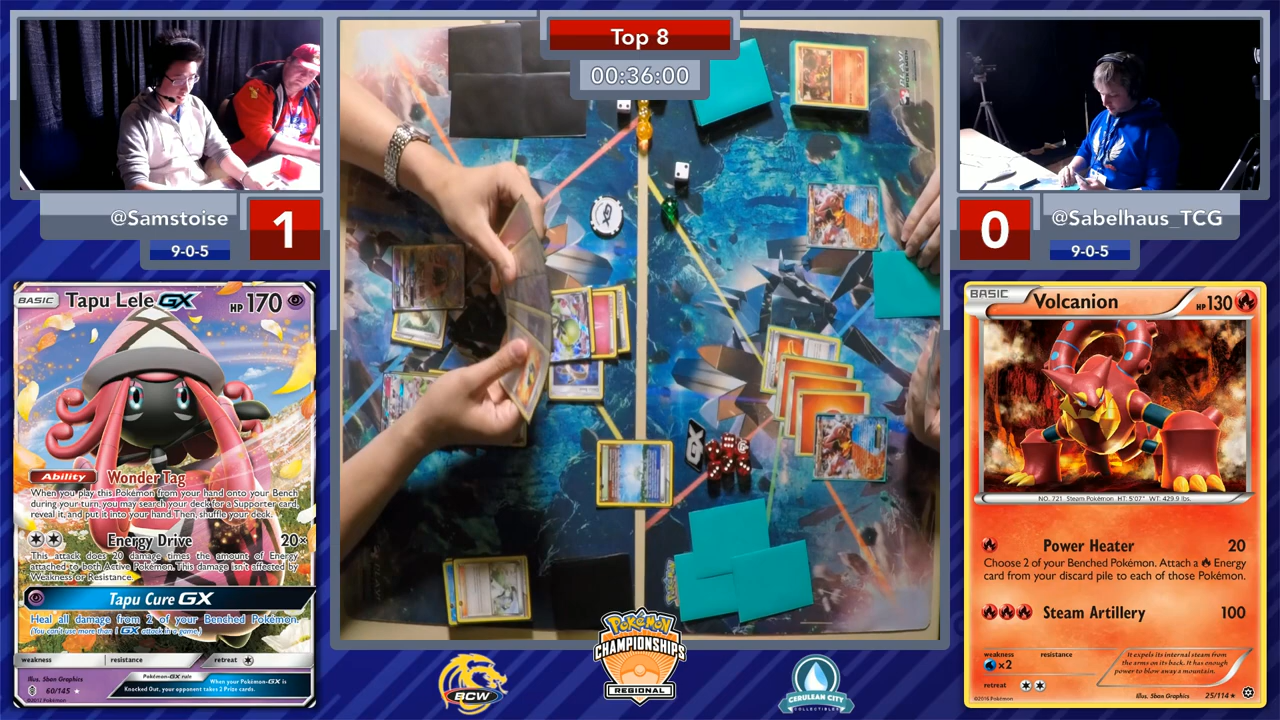 Top 8
00:36:00
@Samstoise
1
9-0-5
0
@Sabelhaus_TCG
9-0-5
BASIC
Tapu Lele GX
HP 170
Ability Wonder Tag
When you play this Pokémon from your hand onto your Bench
during your turn, you may search your deck for a Supporter card,
reveal it, and put it into your hand. Then, shuffle your deck.
Energy Drive 20×
This attack does 20 damage times the amount of Energy
attached to both Active Pokémon. This damage isn't affected by
Weakness or Resistance.
Tapu Cure GX
Heal all damage from 2 of your Benched Pokémon.
(You can't use more than 1 GX attack in a game.)
weakness resistance retreat
Pokémon-GX rule
When your Pokémon-GX is
Knocked Out, your opponent takes 2 Prize cards.
Illus. 5ban Graphics
60/145
©2017 Pokémon
BASIC
Volcanion
HP 130
NO. 721 Steam Pokémon HT: 5'07" WT: 429.9 lbs.
Power Heater 20
Choose 2 of your Benched Pokémon. Attach a Energy
card from your discard pile to each of those Pokémon.
Steam Artillery 100
weakness resistance
×2
retreat
It expels its internal steam from
the arms on its back. It has enough
power to blow away a mountain.
©2016 Pokémon
Illus. 5ban Graphics
25/114
PLAY!
GX
BCW
Pokémon
CHAMPIONSHIPS
REGIONAL
CERULEAN CITY
COLLECTIBLES